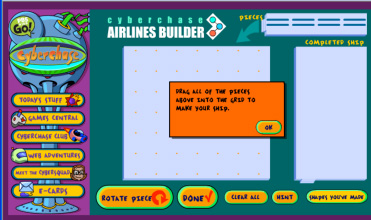 PBS KIDS GO!
cyberchase
AIRLINES BUILDER
PIECES
COMPLETED SHIP
Cyberchase
TODAY'S STUFF
GAMES CENTRAL
CYBERCHASE CLUB
WEB ADVENTURES
MEET THE CYBERSQUAD
E-CARDS
DRAG ALL OF THE PIECES
ABOVE INTO THE GRID TO
MAKE YOUR SHIP.
OK
ROTATE PIECE
DONE
CLEAR ALL
HINT
SHAPES YOU'VE MADE